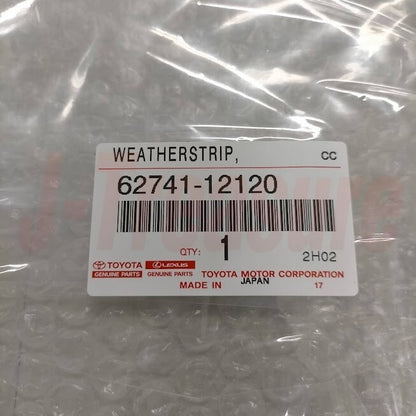 WEATHERSTRIP, CC
62741-12120
QTY: 1 2H02
TOYOTA LEXUS
GENUINE PARTS GENUINE PARTS TOYOTA MOTOR CORPORATION
MADE IN JAPAN 17